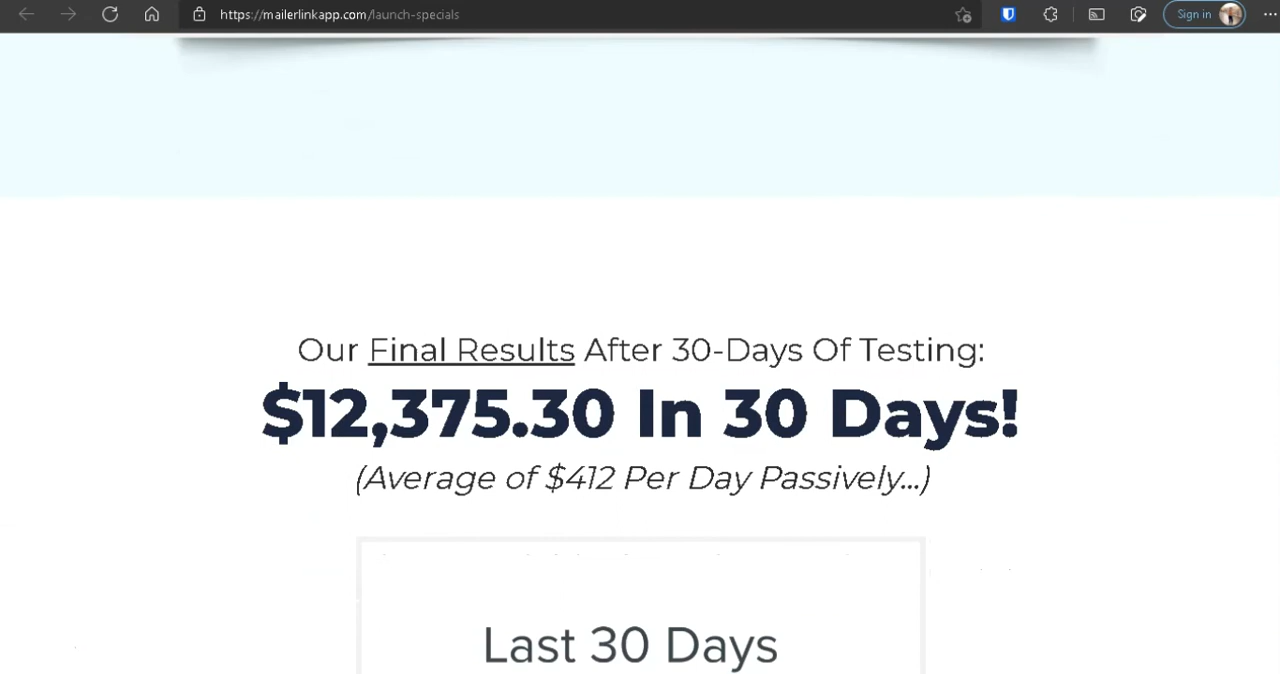 https://mailerlinkapp.com/launch-specials
Sign in
Our Final Results After 30-Days Of Testing:
$12,375.30 In 30 Days!
(Average of $412 Per Day Passively...)
Last 30 Days